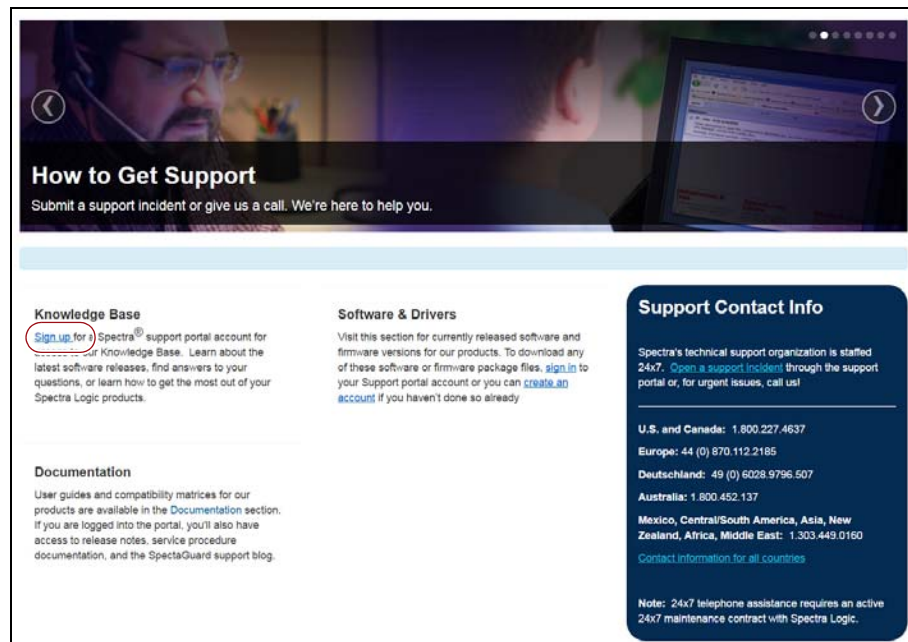 How to Get Support
Submit a support incident or give us a call. We're here to help you.
Knowledge Base
Sign up for a Spectra® support portal account for
access to our Knowledge Base. Learn about the
latest software releases, find answers to your
questions, or learn how to get the most out of your
Spectra Logic products.
Software & Drivers
Visit this section for currently released software and
firmware versions for our products. To download any
of these software or firmware package files, sign in to
your Support portal account or you can create an
account if you haven't done so already
Documentation
User guides and compatibility matrices for our
products are available in the Documentation section.
If you are logged into the portal, you'll also have
access to release notes, service procedure
documentation, and the SpectaGuard support blog.
Support Contact Info
Spectra's technical support organization is staffed
24x7. Open a support incident through the support
portal or, for urgent issues, call us!
U.S. and Canada: 1.800.227.4637
Europe: 44 (0) 870.112.2185
Deutschland: 49 (0) 6028.9796.507
Australia: 1.800.452.137
Mexico, Central/South America, Asia, New
Zealand, Africa, Middle East: 1.303.449.0160
Contact information for all countries
Note: 24x7 telephone assistance requires an active
24x7 maintenance contract with Spectra Logic.